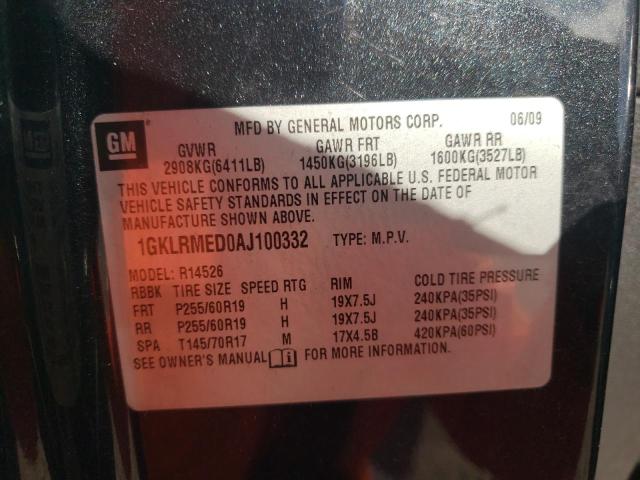 GM
MFD BY GENERAL MOTORS CORP. 06/09
GVWR GAWR FRT GAWR RR
2908KG(6411LB) 1450KG(3196LB) 1600KG(3527LB)
THIS VEHICLE CONFORMS TO ALL APPLICABLE U.S. FEDERAL MOTOR
VEHICLE SAFETY STANDARDS IN EFFECT ON THE DATE OF
MANUFACTURE SHOWN ABOVE.
1GKLRMED0AJ100332 TYPE: M.P.V.
MODEL: R14526
RBBK TIRE SIZE SPEED RTG RIM COLD TIRE PRESSURE
FRT P255/60R19 H 19X7.5J 240KPA(35PSI)
RR P255/60R19 H 19X7.5J 240KPA(35PSI)
SPA T145/70R17 M 17X4.5B 420KPA(60PSI)
SEE OWNER'S MANUAL FOR MORE INFORMATION.